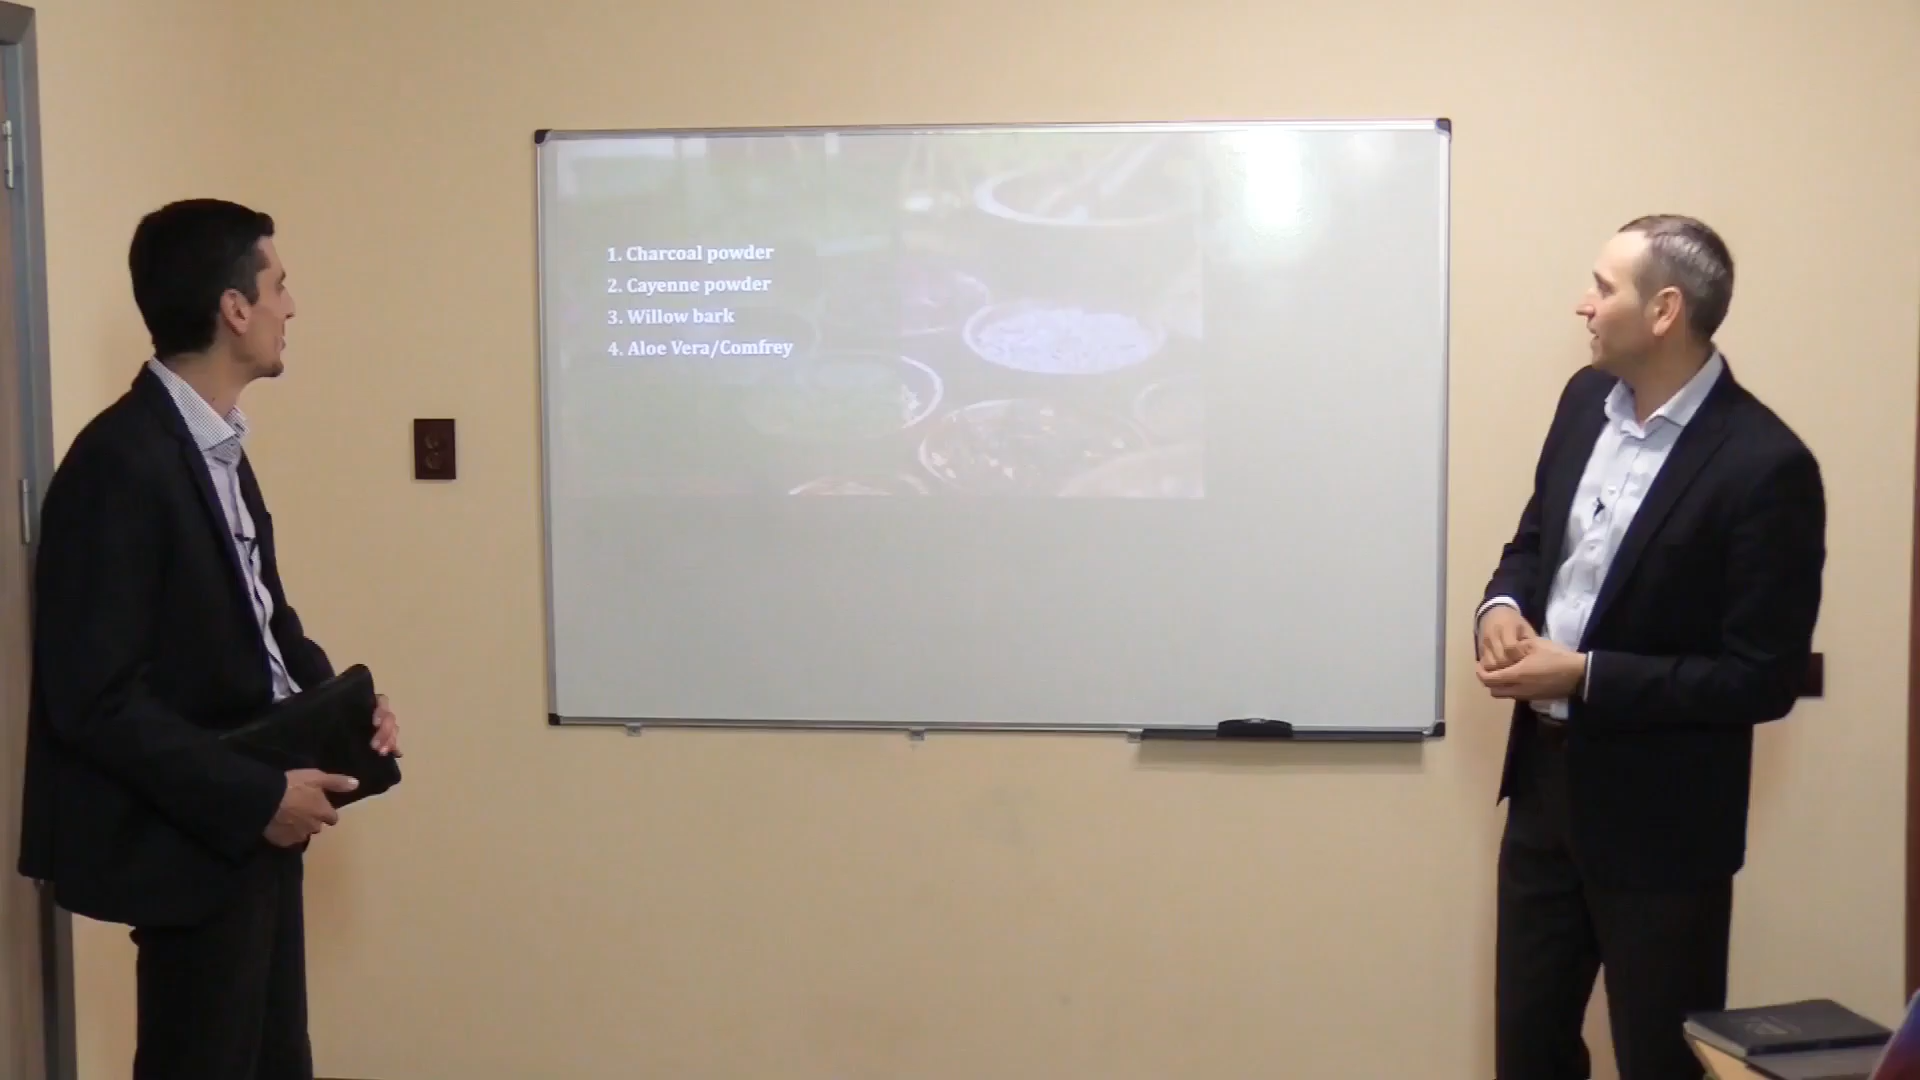 1. Charcoal powder
2. Cayenne powder
3. Willow bark
4. Aloe Vera/Comfrey